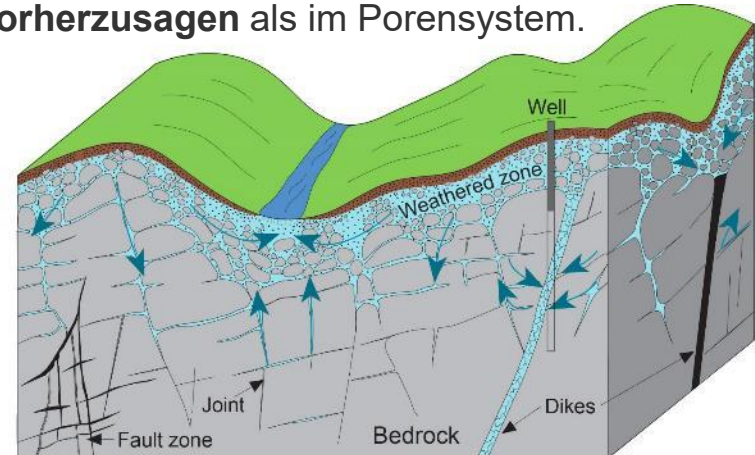 orherzusagen als im Porensystem.
Well
Weathered zone
Joint
Dikes
Fault zone
Bedrock